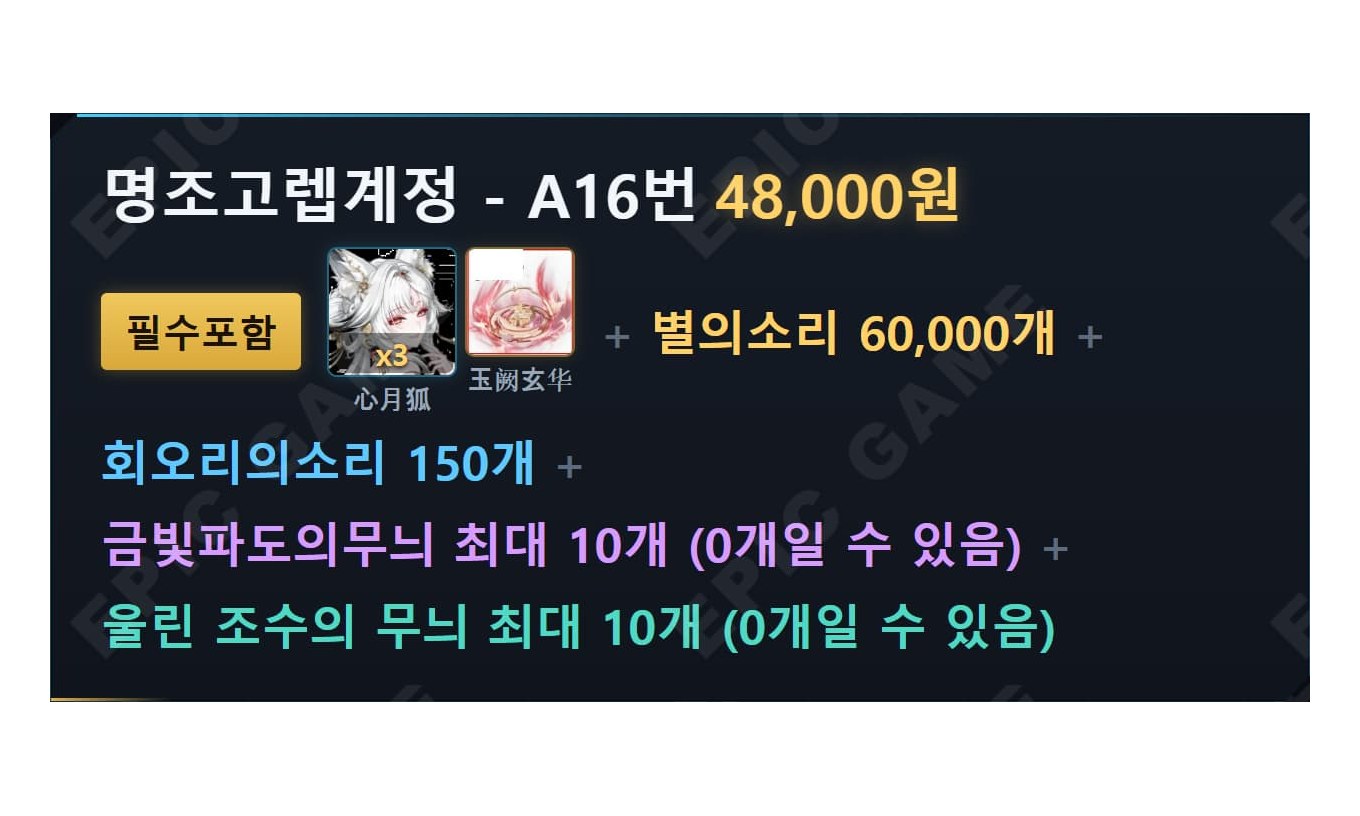 명조고렙계정 - A16번 48,000원
필수포함 x3 心月狐 玉阙玄华 + 별의소리 60,000개 +
회오리의소리 150개 +
금빛파도의무늬 최대 10개 (0개일 수 있음) +
울린 조수의 무늬 최대 10개 (0개일 수 있음)
EPIC GAME